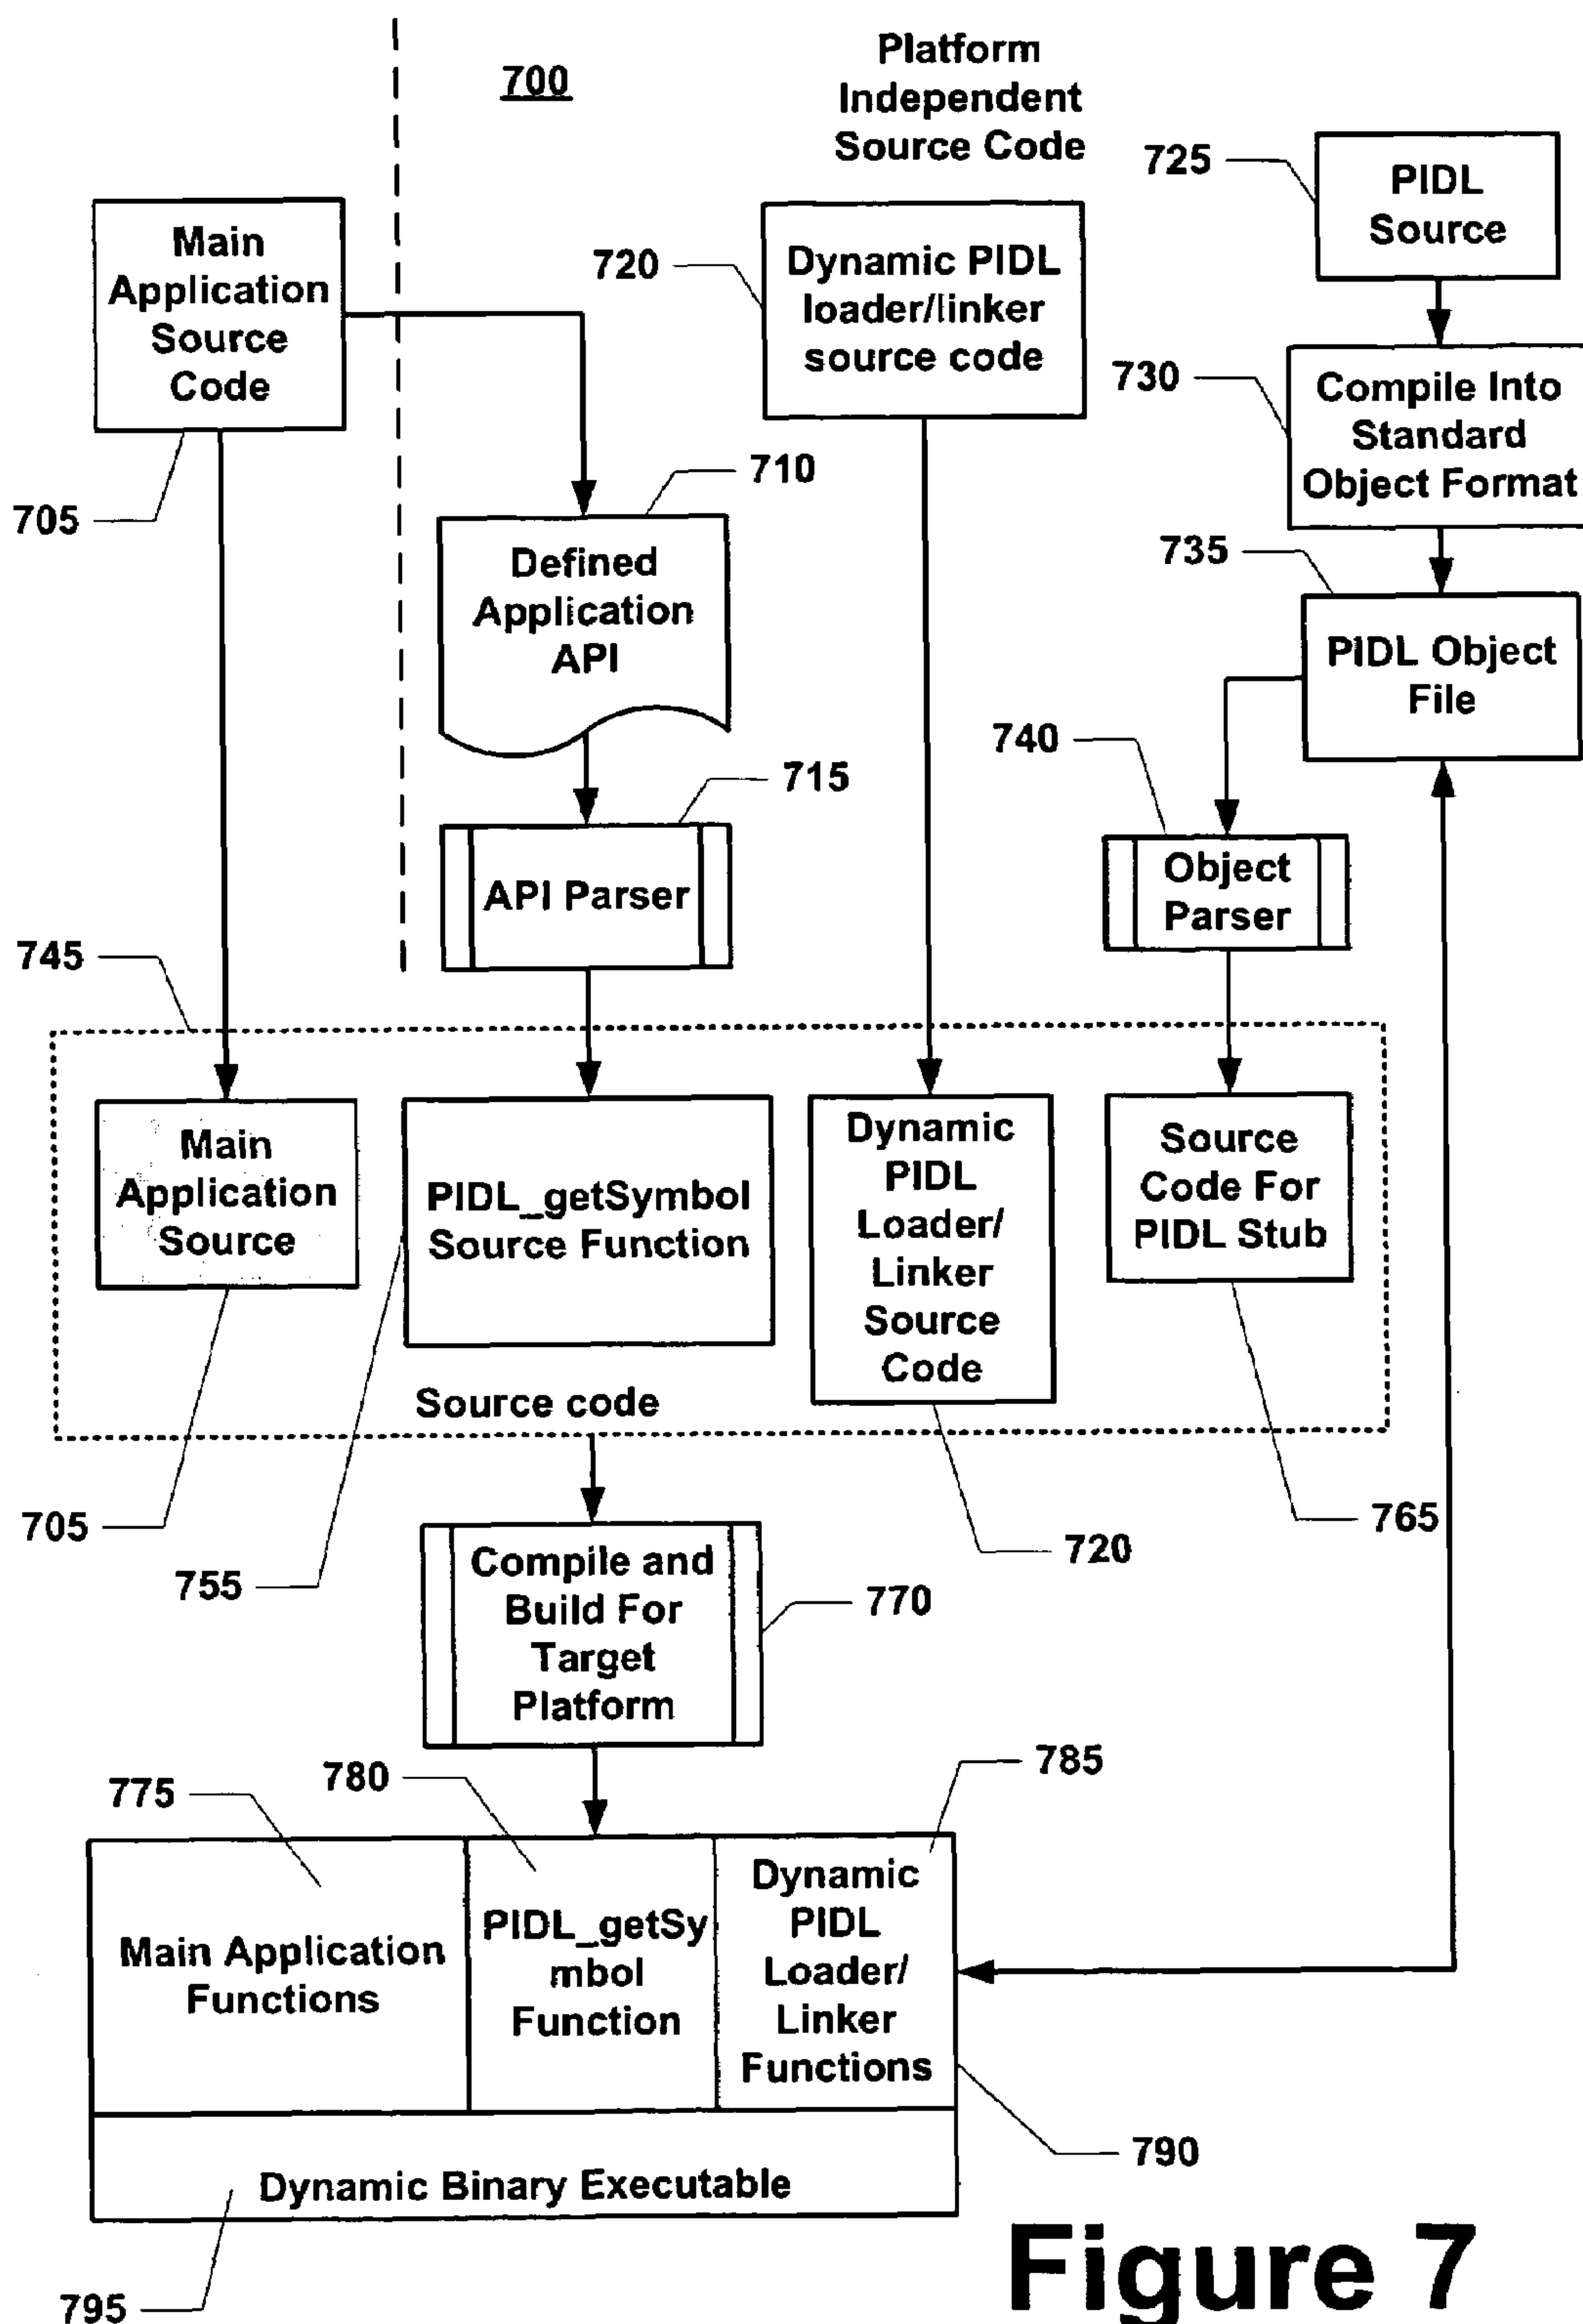 700
Platform
Independent
Source Code
725
PIDL
Source
Main
Application
Source
Code
720
Dynamic PIDL
loader/linker
source code
730
Compile Into
Standard
Object Format
705
710
Defined
Application
API
735
PIDL Object
File
740
715
API Parser
Object
Parser
745
Main
Application
Source
PIDL_getSymbol
Source Function
Dynamic
PIDL
Loader/
Linker
Source
Code
Source
Code For
PIDL Stub
Source code
705
755
720
765
Compile and
Build For
Target
Platform
770
775
780
785
Main Application
Functions
PIDL_getSy
mbol
Function
Dynamic
PIDL
Loader/
Linker
Functions
790
Dynamic Binary Executable
795
Figure 7